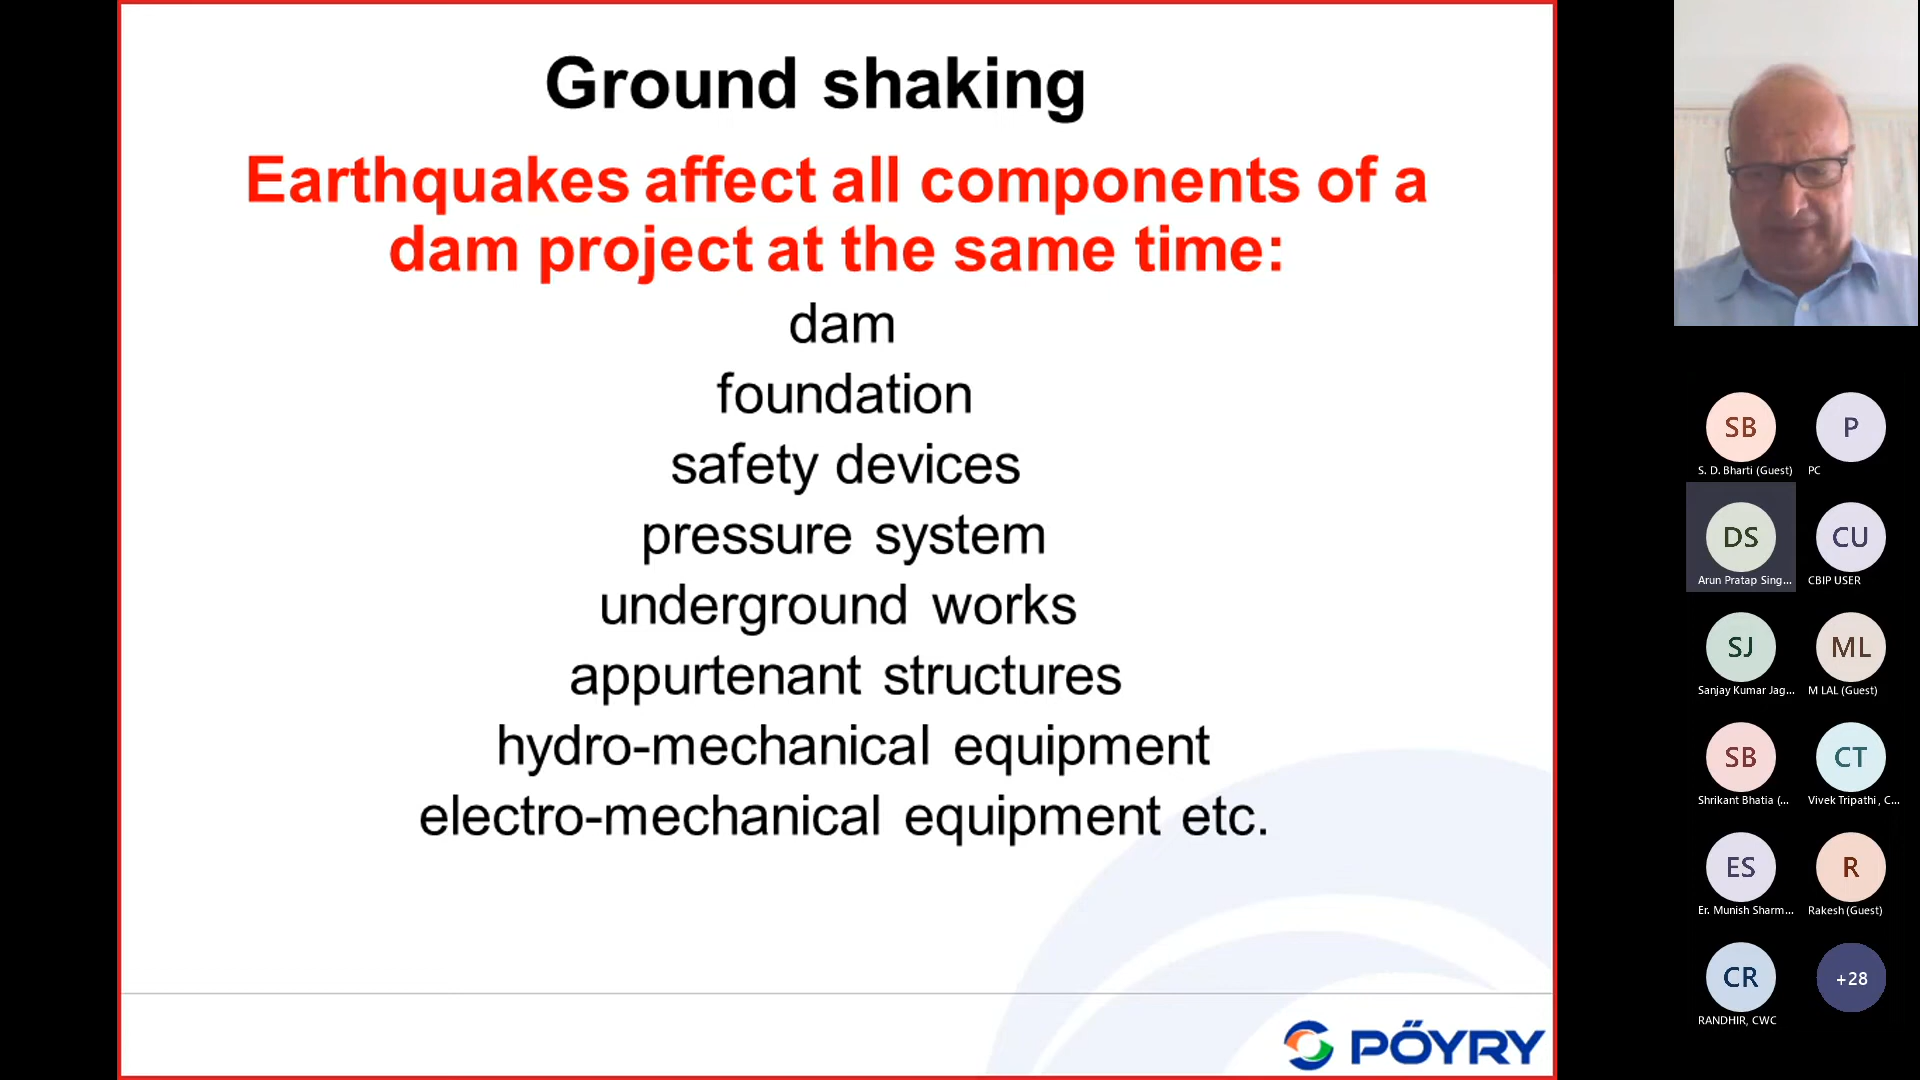 Ground shaking
Earthquakes affect all components of a
dam project at the same time:
dam
foundation
safety devices
pressure system
underground works
appurtenant structures
hydro-mechanical equipment
electro-mechanical equipment etc.
PÖYRY
SB
P
S. D. Bharti (Guest)
PC
DS
CU
Arun Pratap Sing...
CBIP USER
SJ
ML
Sanjay Kumar Jag...
M LAL (Guest)
SB
CT
Shrikant Bhatia (...
Vivek Tripathi , C...
ES
R
Er. Munish Sharm...
Rakesh (Guest)
CR
+28
RANDHIR, CWC